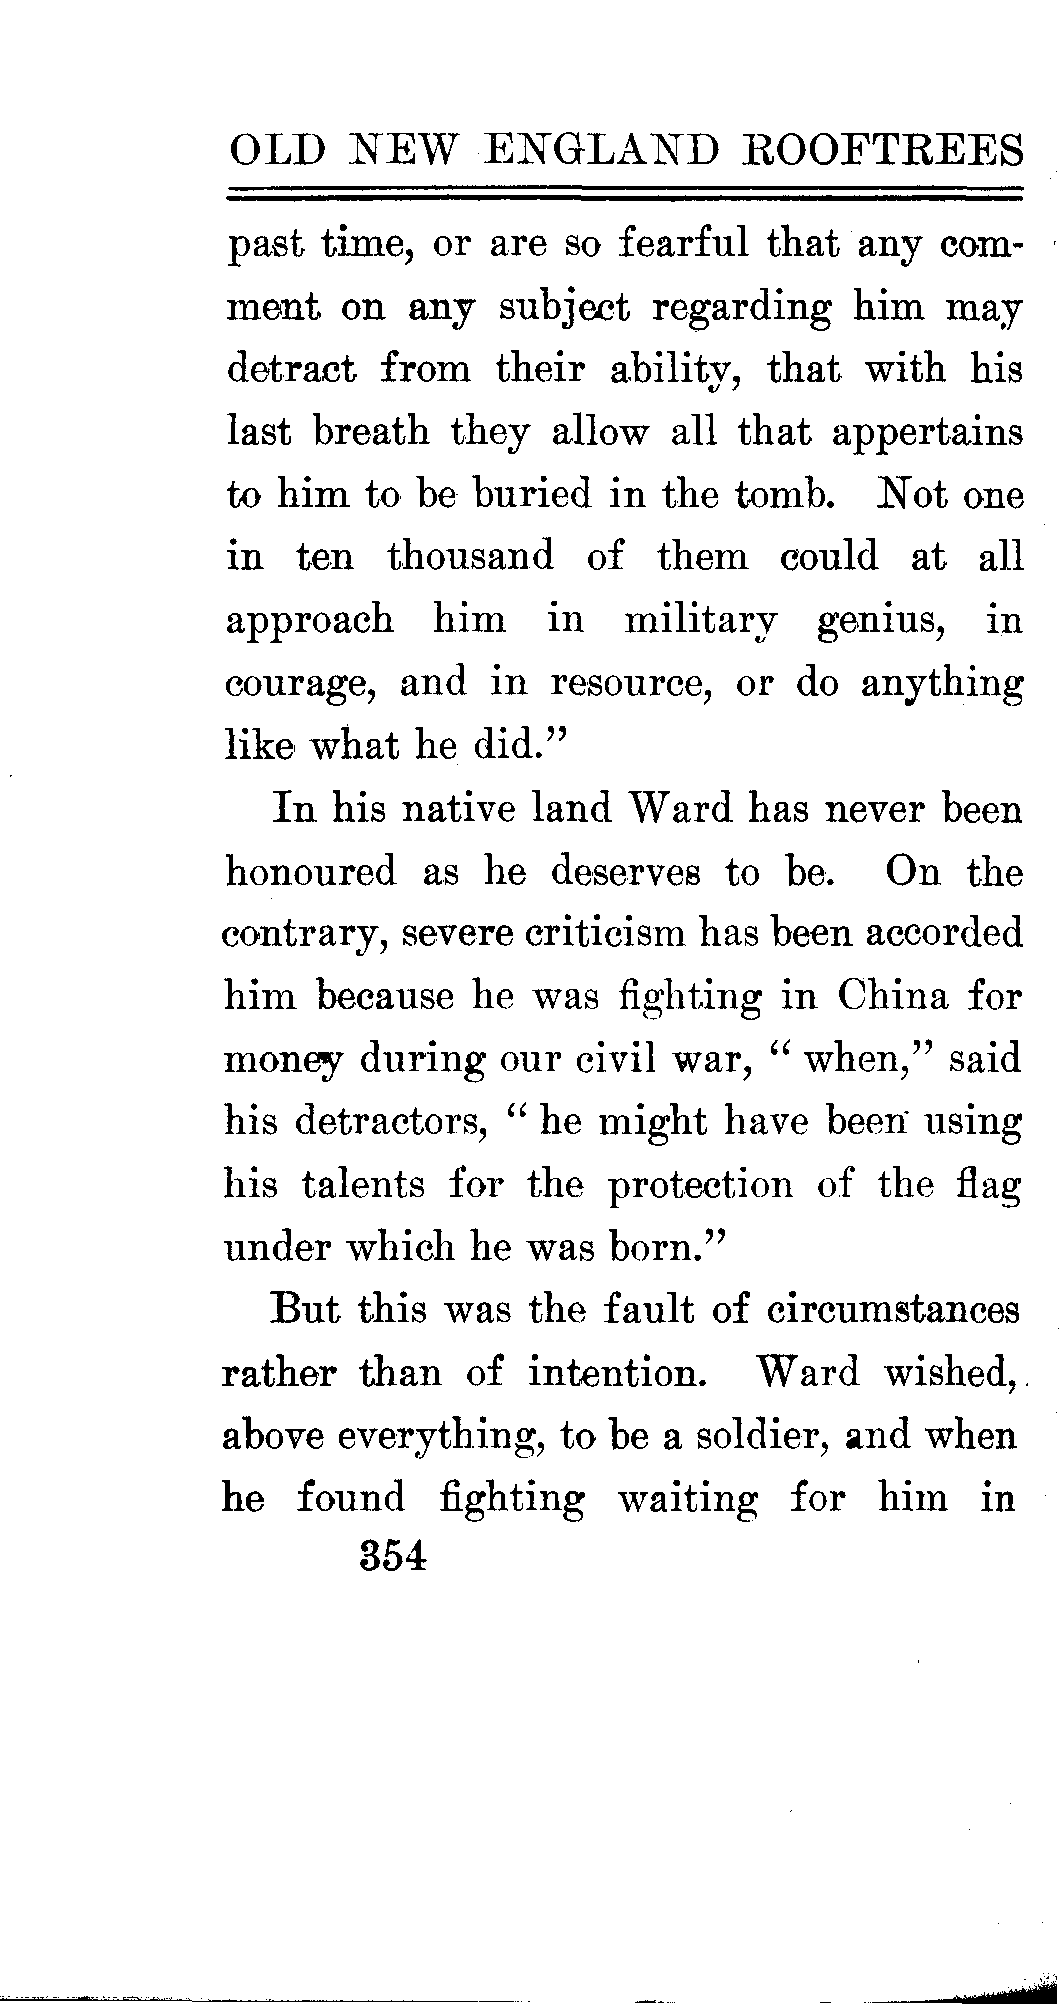 OLD NEW ENGLAND ROOFTREES
past time, or are so fearful that any com-
ment on any subject regarding him may
detract from their ability, that with his
last breath they allow all that appertains
to him to be buried in the tomb. Not one
in ten thousand of them could at all
approach him in military genius, in
courage, and in resource, or do anything
like what he did.”
In his native land Ward has never been
honoured as he deserves to be. On the
contrary, severe criticism has been accorded
him because he was fighting in China for
money during our civil war, “ when,” said
his detractors, “ he might have been using
his talents for the protection of the flag
under which he was born.”
But this was the fault of circumstances
rather than of intention. Ward wished,
above everything, to be a soldier, and when
he found fighting waiting for him in
354